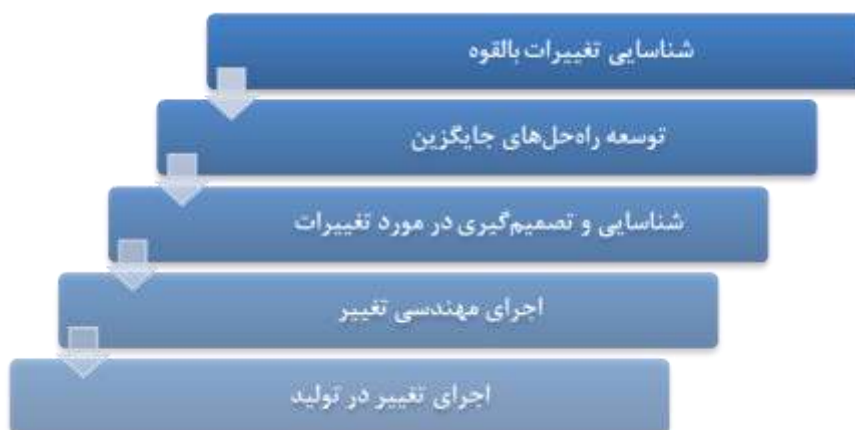 شناسایی تغییرات بالقوه
توسعه راه‌حل‌های جایگزین
شناسایی و تصمیم‌گیری در مورد تغییرات
اجرای مهندسی تغییر
اجرای تغییر در تولید